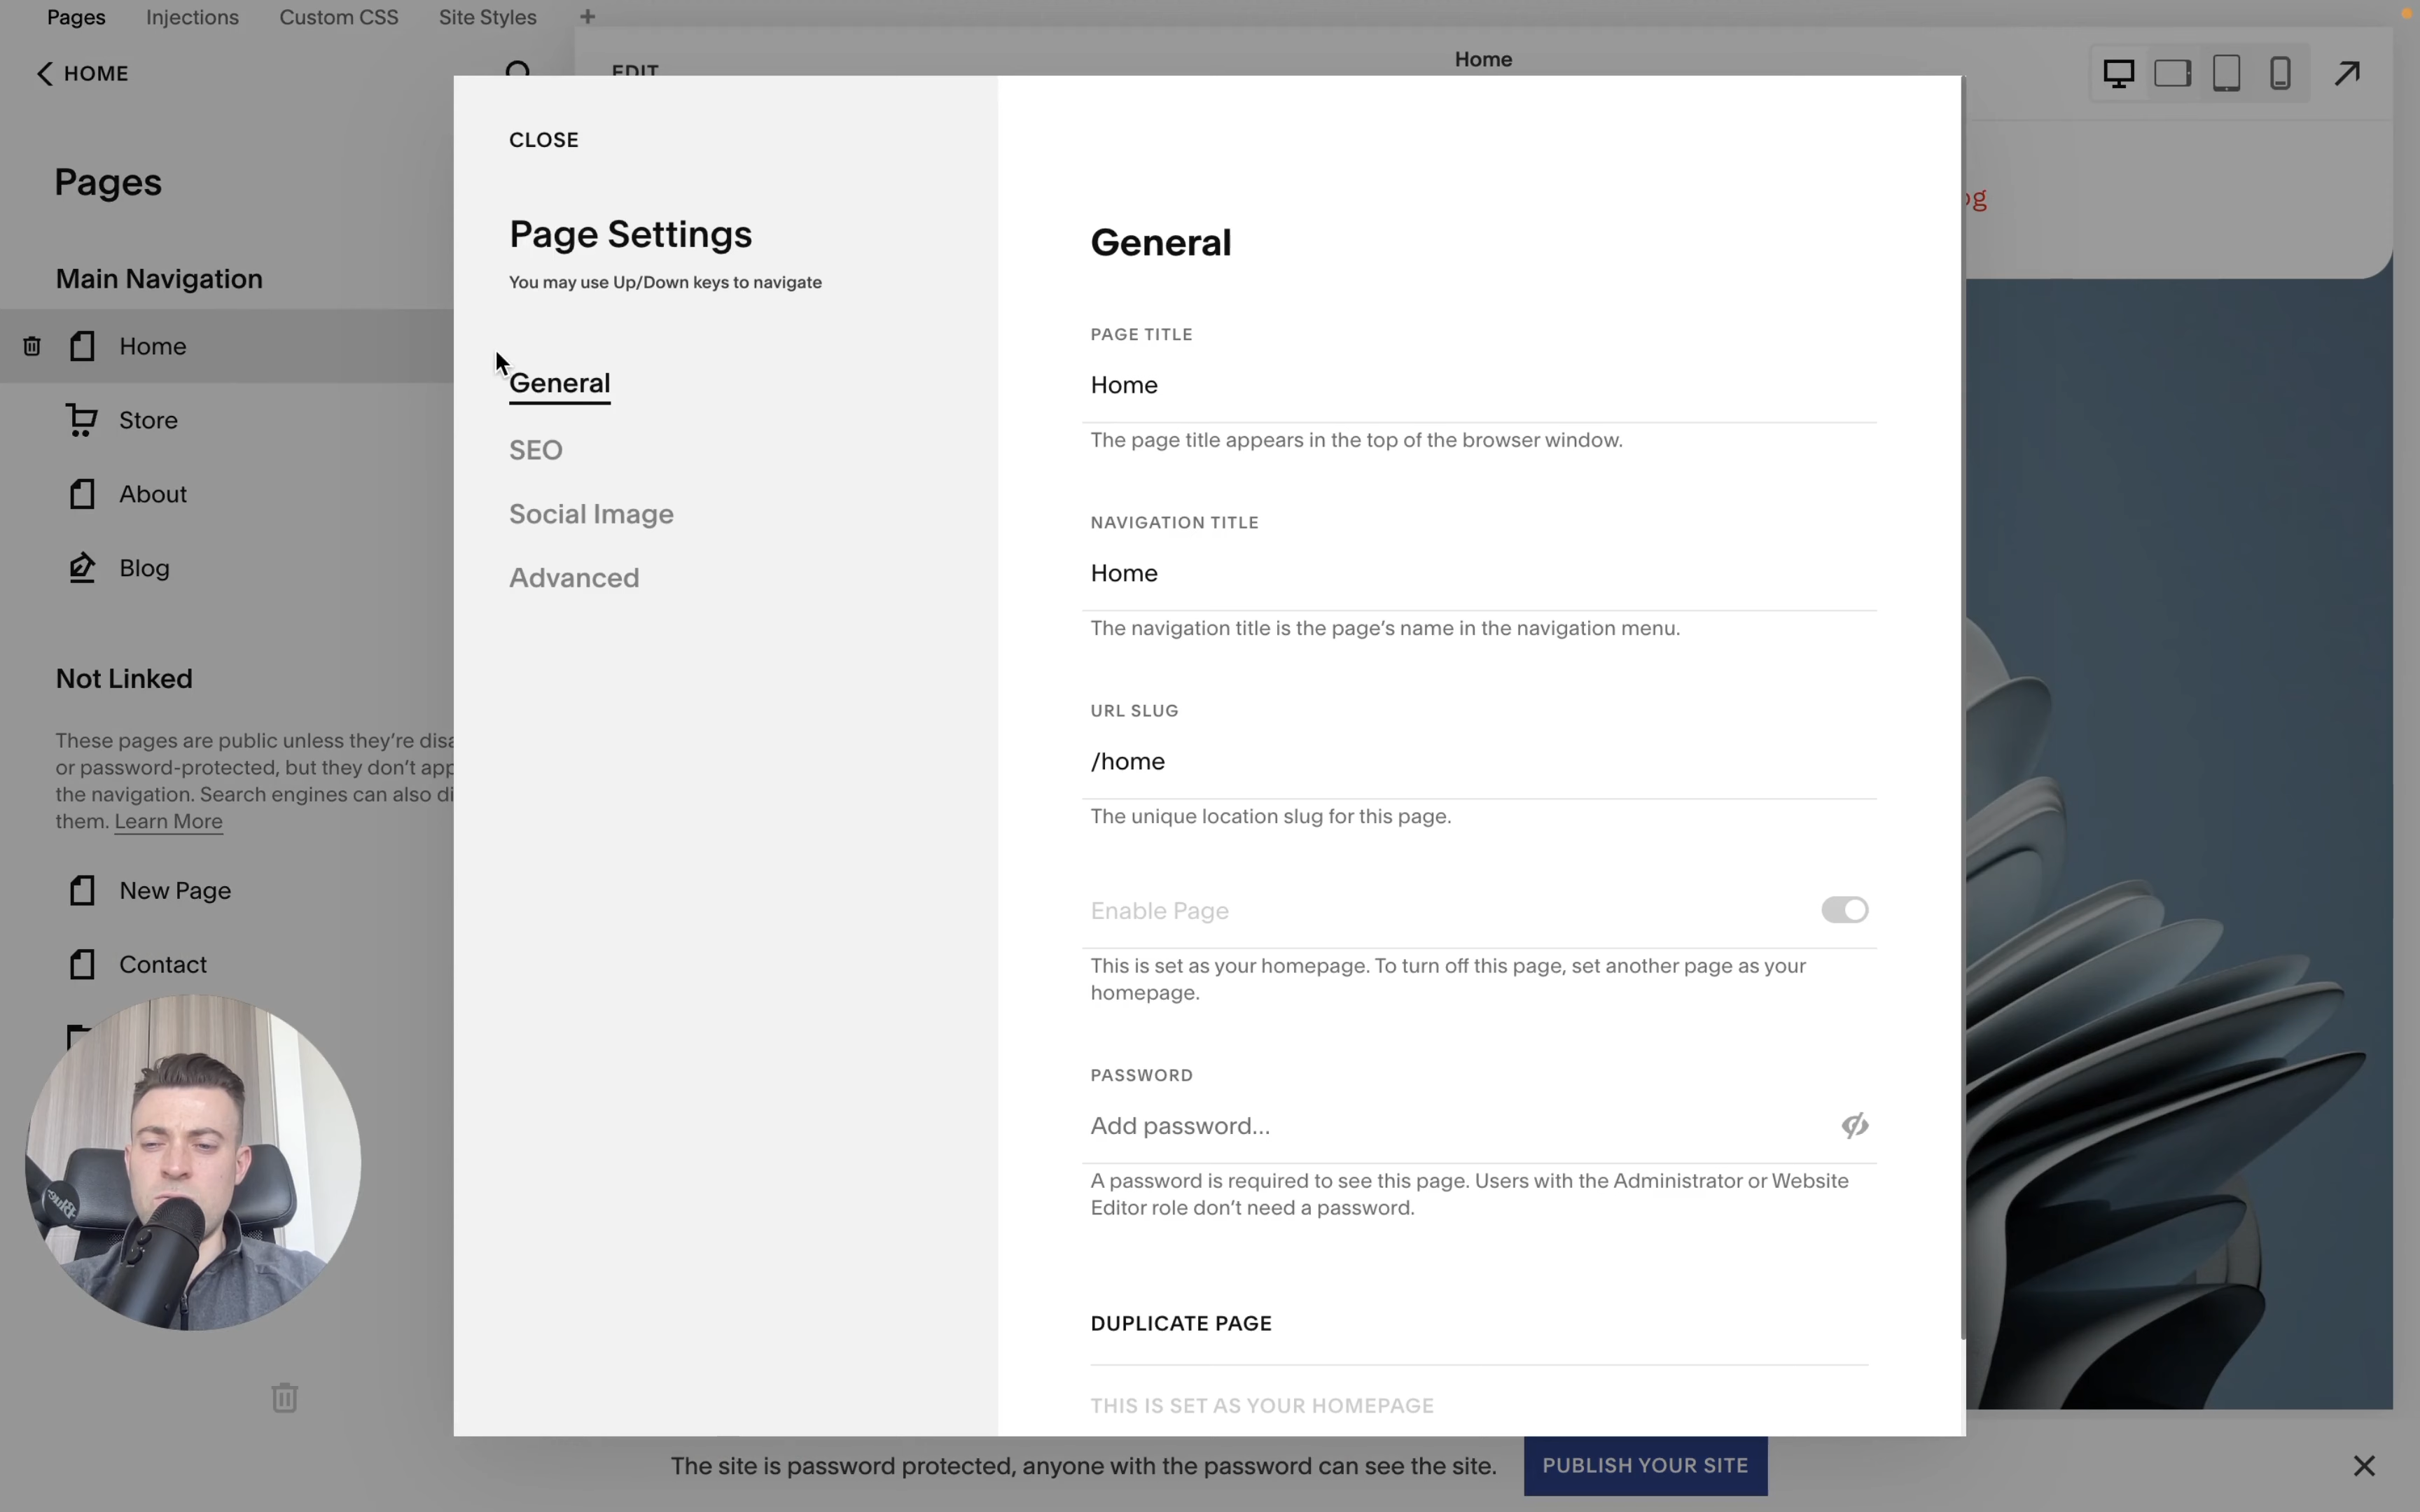 Pages Injections Custom CSS Site Styles +
HOME
EDIT
Home
Pages
Main Navigation
Home
Store
About
Blog
Not Linked
These pages are public unless they're disa
or password-protected, but they don't app
the navigation. Search engines can also di
them. Learn More
New Page
Contact
CLOSE
Page Settings
You may use Up/Down keys to navigate
General
SEO
Social Image
Advanced
General
PAGE TITLE
Home
The page title appears in the top of the browser window.
NAVIGATION TITLE
Home
The navigation title is the page's name in the navigation menu.
URL SLUG
/home
The unique location slug for this page.
Enable Page
This is set as your homepage. To turn off this page, set another page as your
homepage.
PASSWORD
Add password...
A password is required to see this page. Users with the Administrator or Website
Editor role don't need a password.
DUPLICATE PAGE
THIS IS SET AS YOUR HOMEPAGE
The site is password protected, anyone with the password can see the site.
PUBLISH YOUR SITE